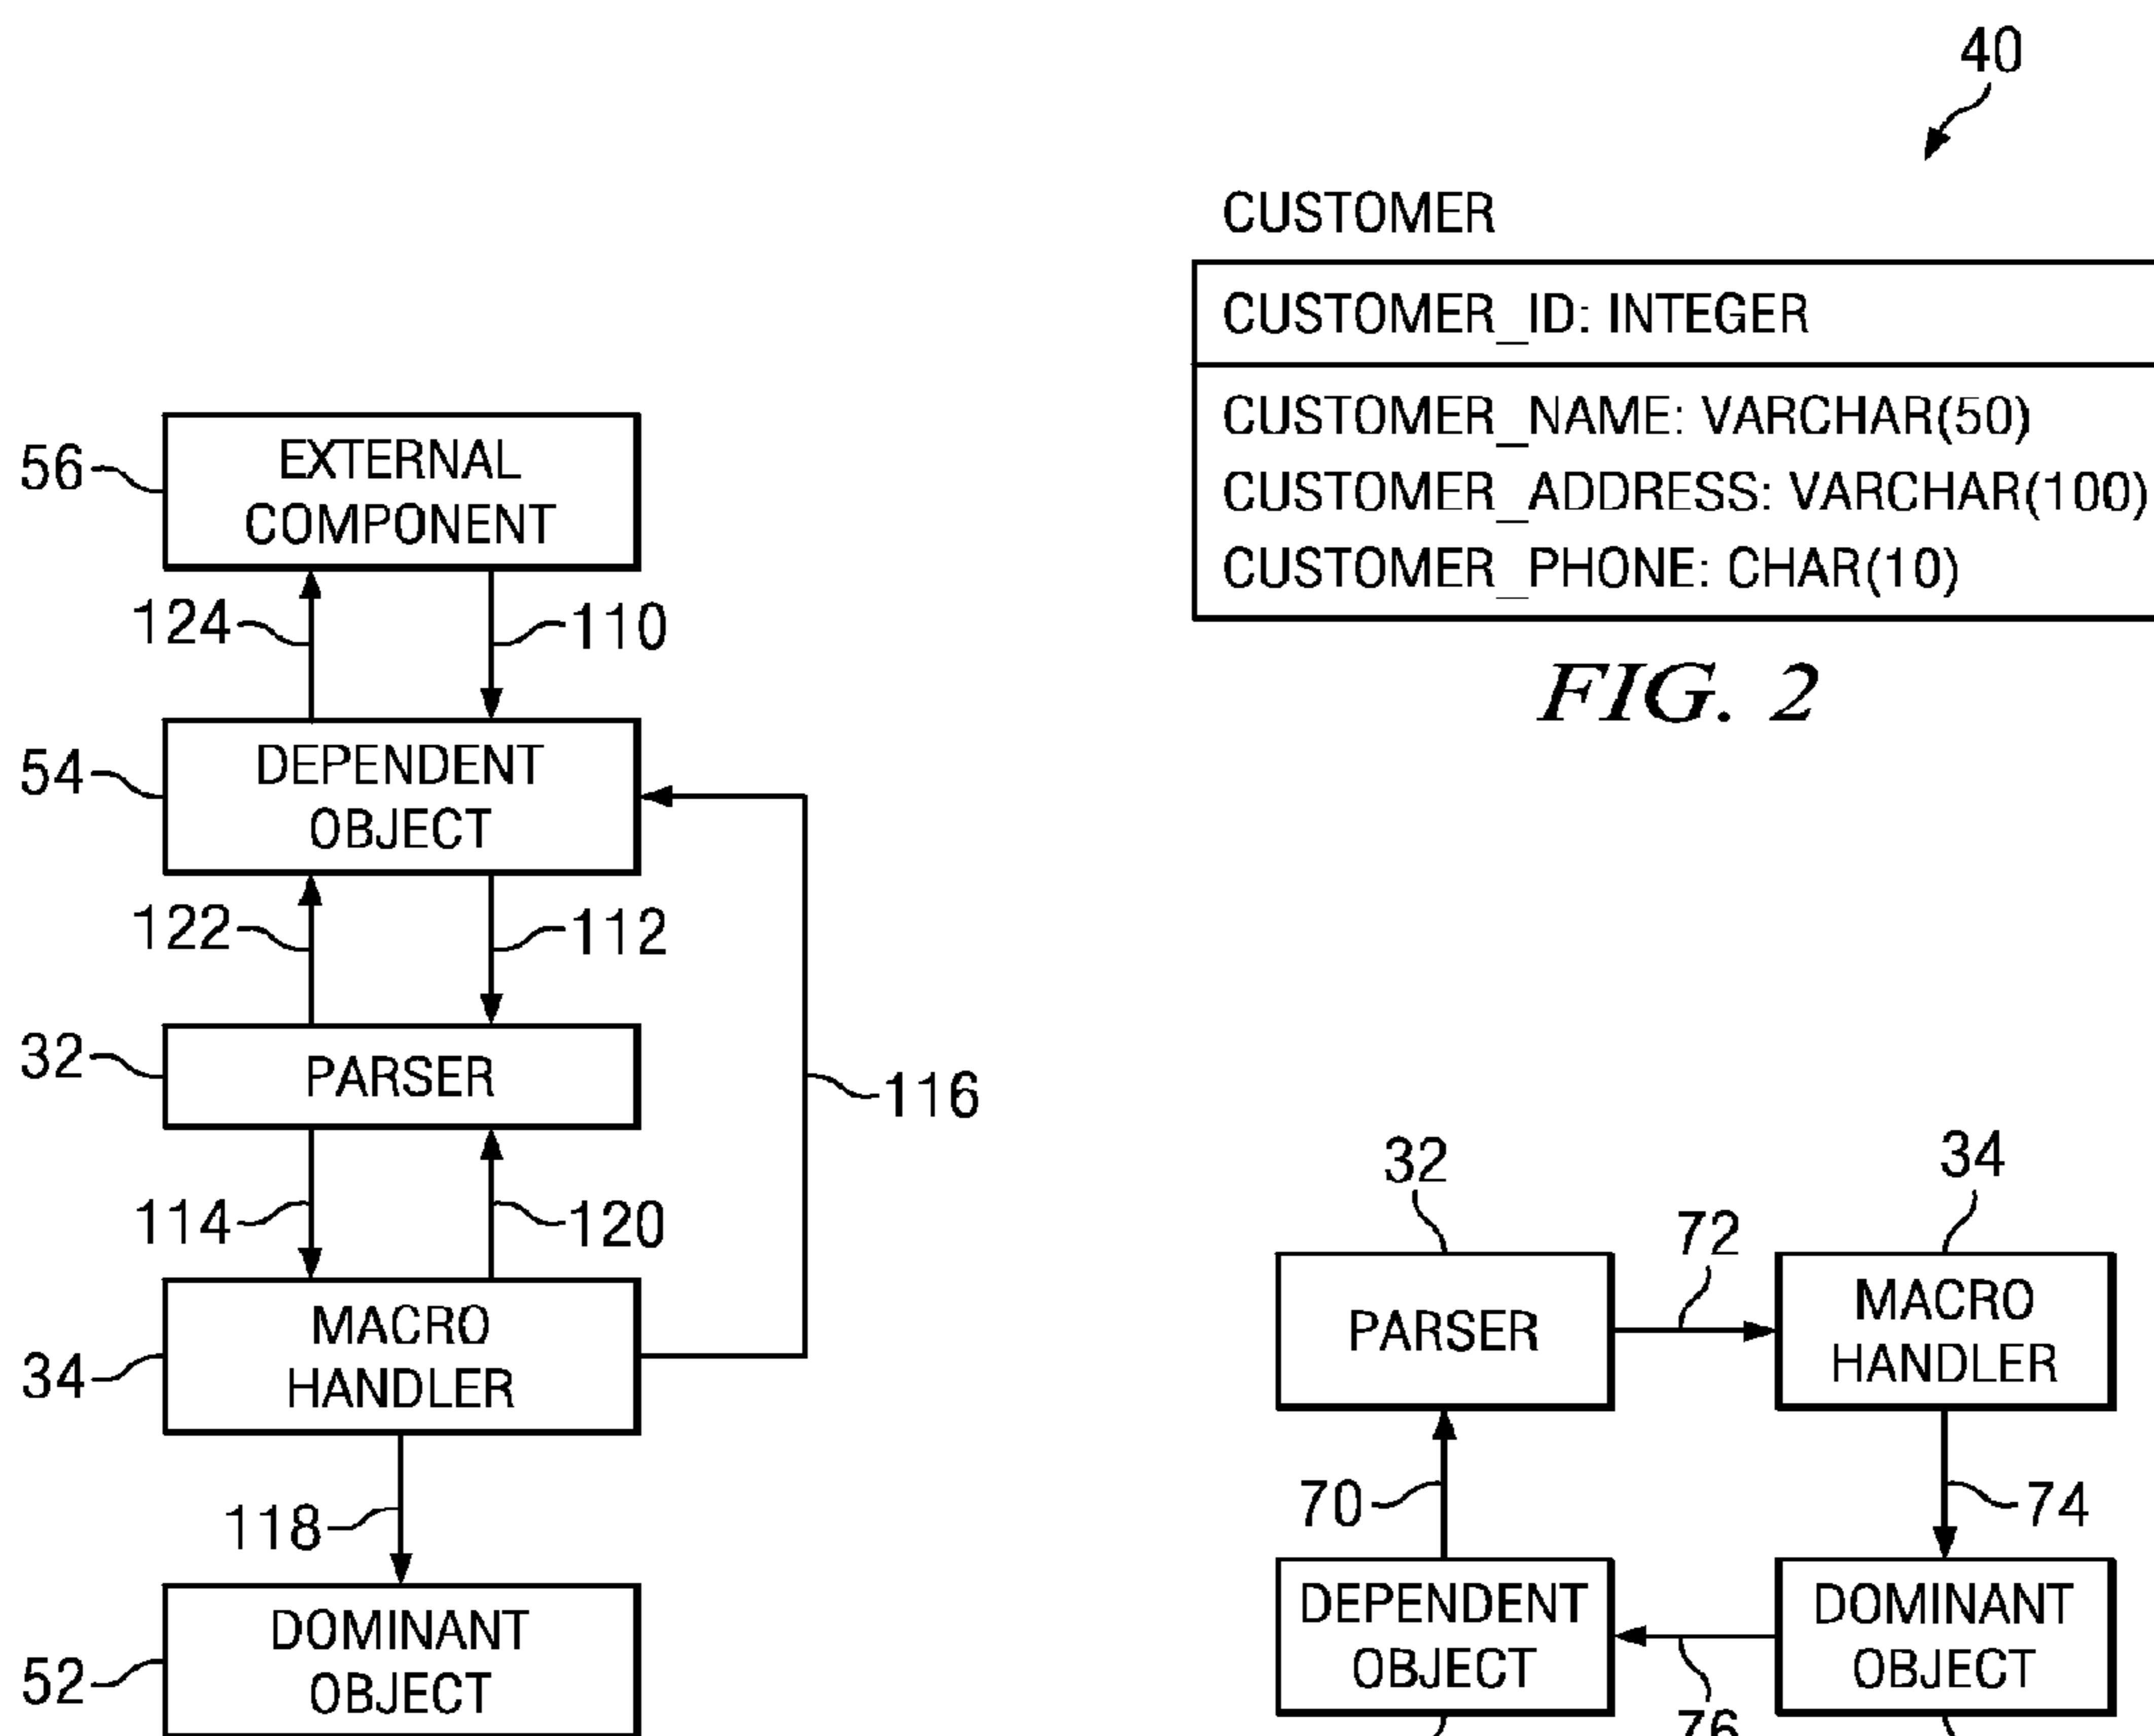 56
EXTERNAL
COMPONENT
124
110
54
DEPENDENT
OBJECT
122
112
32
PARSER
116
114
120
34
MACRO
HANDLER
118
52
DOMINANT
OBJECT
40
CUSTOMER
CUSTOMER_ID: INTEGER
CUSTOMER_NAME: VARCHAR(50)
CUSTOMER_ADDRESS: VARCHAR(100)
CUSTOMER_PHONE: CHAR(10)
FIG. 2
32
34
72
PARSER
MACRO
HANDLER
70
74
DEPENDENT
OBJECT
DOMINANT
OBJECT
76